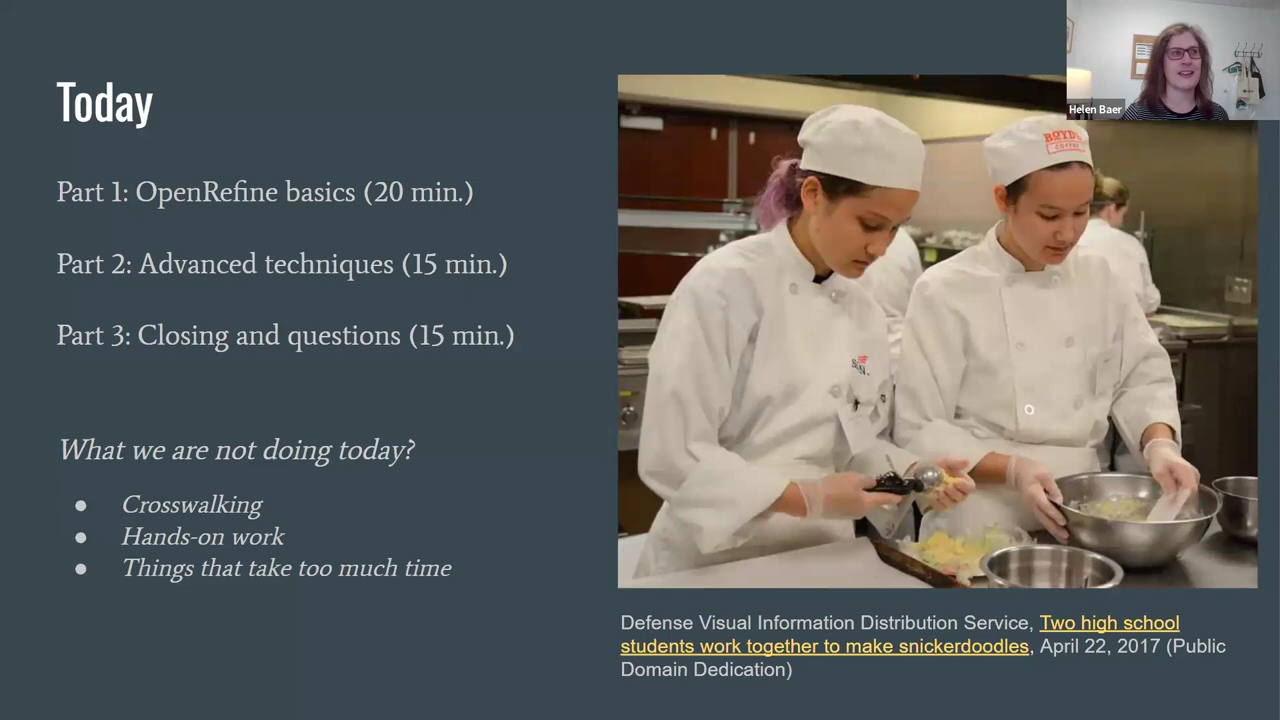 Today
Part 1: OpenRefine basics (20 min.)
Part 2: Advanced techniques (15 min.)
Part 3: Closing and questions (15 min.)
What we are not doing today?
● Crosswalking
● Hands-on work
● Things that take too much time
Helen Baer
BOYD'S
COFFEE
Defense Visual Information Distribution Service, Two high school
students work together to make snickerdoodles, April 22, 2017 (Public
Domain Dedication)